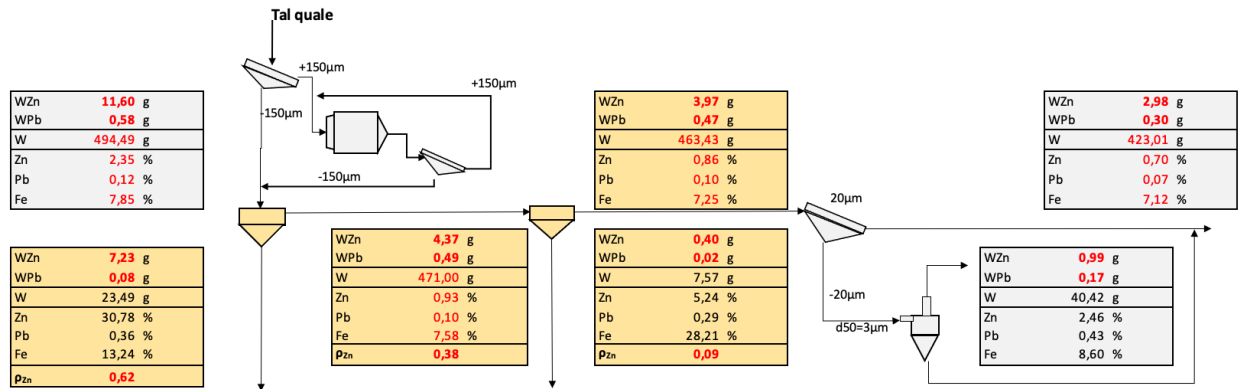 Tal quale
+150µm
+150µm
-150µm
-150µm
WZn 11,60 g
WPb 0,58 g
W 494,49 g
Zn 2,35 %
Pb 0,12 %
Fe 7,85 %
WZn 3,97 g
WPb 0,47 g
W 463,43 g
Zn 0,86 %
Pb 0,10 %
Fe 7,25 %
WZn 2,98 g
WPb 0,30 g
W 423,01 g
Zn 0,70 %
Pb 0,07 %
Fe 7,12 %
20µm
WZn 7,23 g
WPb 0,08 g
W 23,49 g
Zn 30,78 %
Pb 0,36 %
Fe 13,24 %
ρZn 0,62
WZn 4,37 g
WPb 0,49 g
W 471,00 g
Zn 0,93 %
Pb 0,10 %
Fe 7,58 %
ρZn 0,38
WZn 0,40 g
WPb 0,02 g
W 7,57 g
Zn 5,24 %
Pb 0,29 %
Fe 28,21 %
ρZn 0,09
-20µm
d50=3µm
WZn 0,99 g
WPb 0,17 g
W 40,42 g
Zn 2,46 %
Pb 0,43 %
Fe 8,60 %